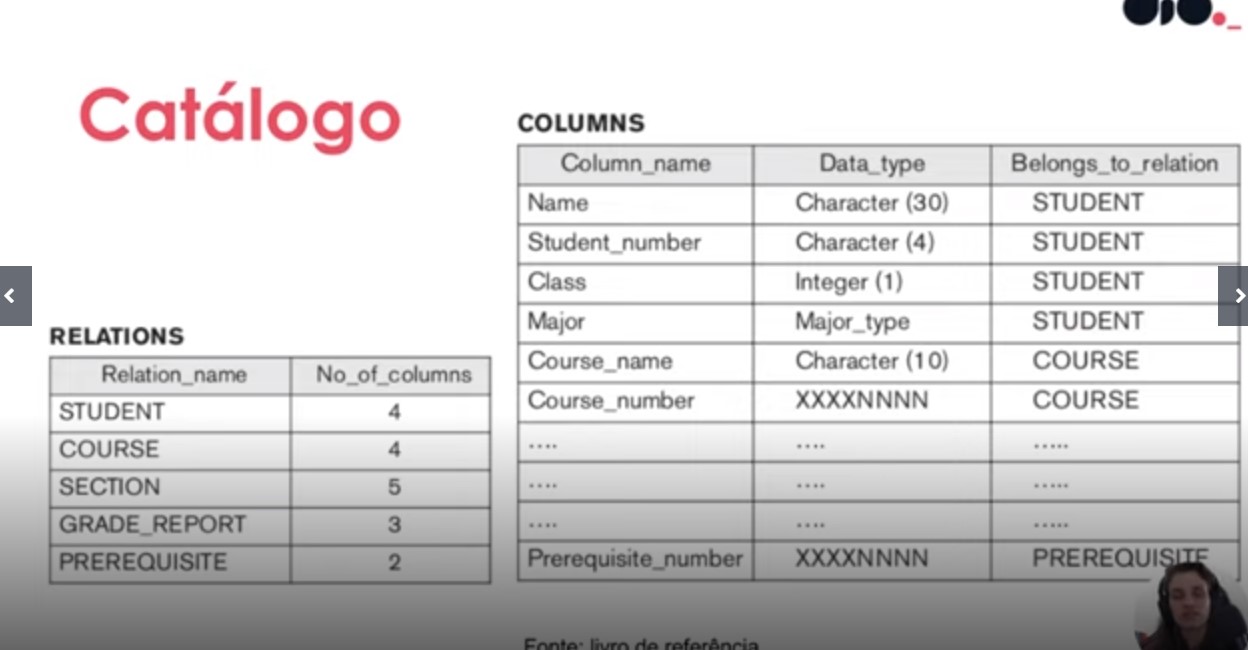 Catálogo
COLUMNS
Column_name Data_type Belongs_to_relation
Name Character (30) STUDENT
Student_number Character (4) STUDENT
Class Integer (1) STUDENT
Major Major_type STUDENT
Course_name Character (10) COURSE
Course_number XXXXNNNN COURSE
.... .... .....
.... .... .....
.... .... .....
Prerequisite_number XXXXNNNN PREREQUISITE
RELATIONS
Relation_name No_of_columns
STUDENT 4
COURSE 4
SECTION 5
GRADE_REPORT 3
PREREQUISITE 2
Fonte: livro de referência